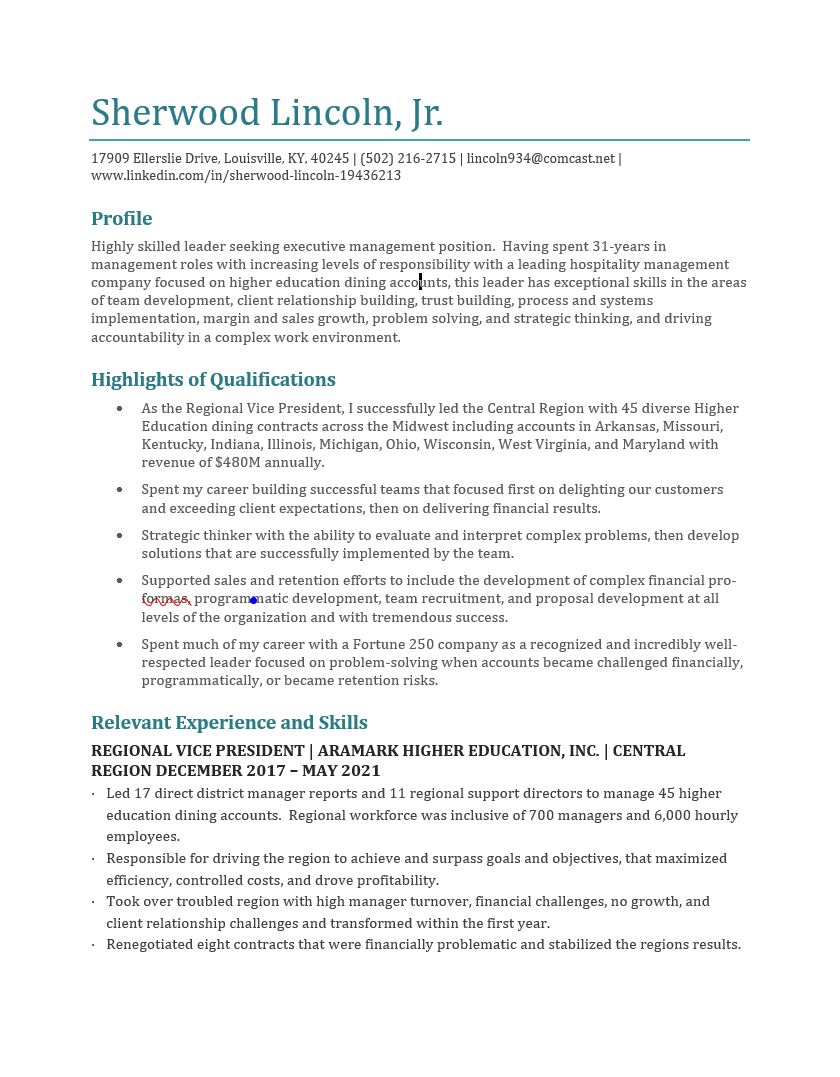 Sherwood Lincoln, Jr.
17909 Ellerslie Drive, Louisville, KY, 40245 | (502) 216-2715 | lincoln934@comcast.net |
www.linkedin.com/in/sherwood-lincoln-19436213
Profile
Highly skilled leader seeking executive management position.  Having spent 31-years in
management roles with increasing levels of responsibility with a leading hospitality management
company focused on higher education dining accounts, this leader has exceptional skills in the areas
of team development, client relationship building, trust building, process and systems
implementation, margin and sales growth, problem solving, and strategic thinking, and driving
accountability in a complex work environment.
Highlights of Qualifications
• As the Regional Vice President, I successfully led the Central Region with 45 diverse Higher
Education dining contracts across the Midwest including accounts in Arkansas, Missouri,
Kentucky, Indiana, Illinois, Michigan, Ohio, Wisconsin, West Virginia, and Maryland with
revenue of $480M annually.
• Spent my career building successful teams that focused first on delighting our customers
and exceeding client expectations, then on delivering financial results.
• Strategic thinker with the ability to evaluate and interpret complex problems, then develop
solutions that are successfully implemented by the team.
• Supported sales and retention efforts to include the development of complex financial pro-
formas, programmatic development, team recruitment, and proposal development at all
levels of the organization and with tremendous success.
• Spent much of my career with a Fortune 250 company as a recognized and incredibly well-
respected leader focused on problem-solving when accounts became challenged financially,
programmatically, or became retention risks.
Relevant Experience and Skills
REGIONAL VICE PRESIDENT | ARAMARK HIGHER EDUCATION, INC. | CENTRAL
REGION DECEMBER 2017 – MAY 2021
· Led 17 direct district manager reports and 11 regional support directors to manage 45 higher
education dining accounts.  Regional workforce was inclusive of 700 managers and 6,000 hourly
employees.
· Responsible for driving the region to achieve and surpass goals and objectives, that maximized
efficiency, controlled costs, and drove profitability.
· Took over troubled region with high manager turnover, financial challenges, no growth, and
client relationship challenges and transformed within the first year.
· Renegotiated eight contracts that were financially problematic and stabilized the regions results.